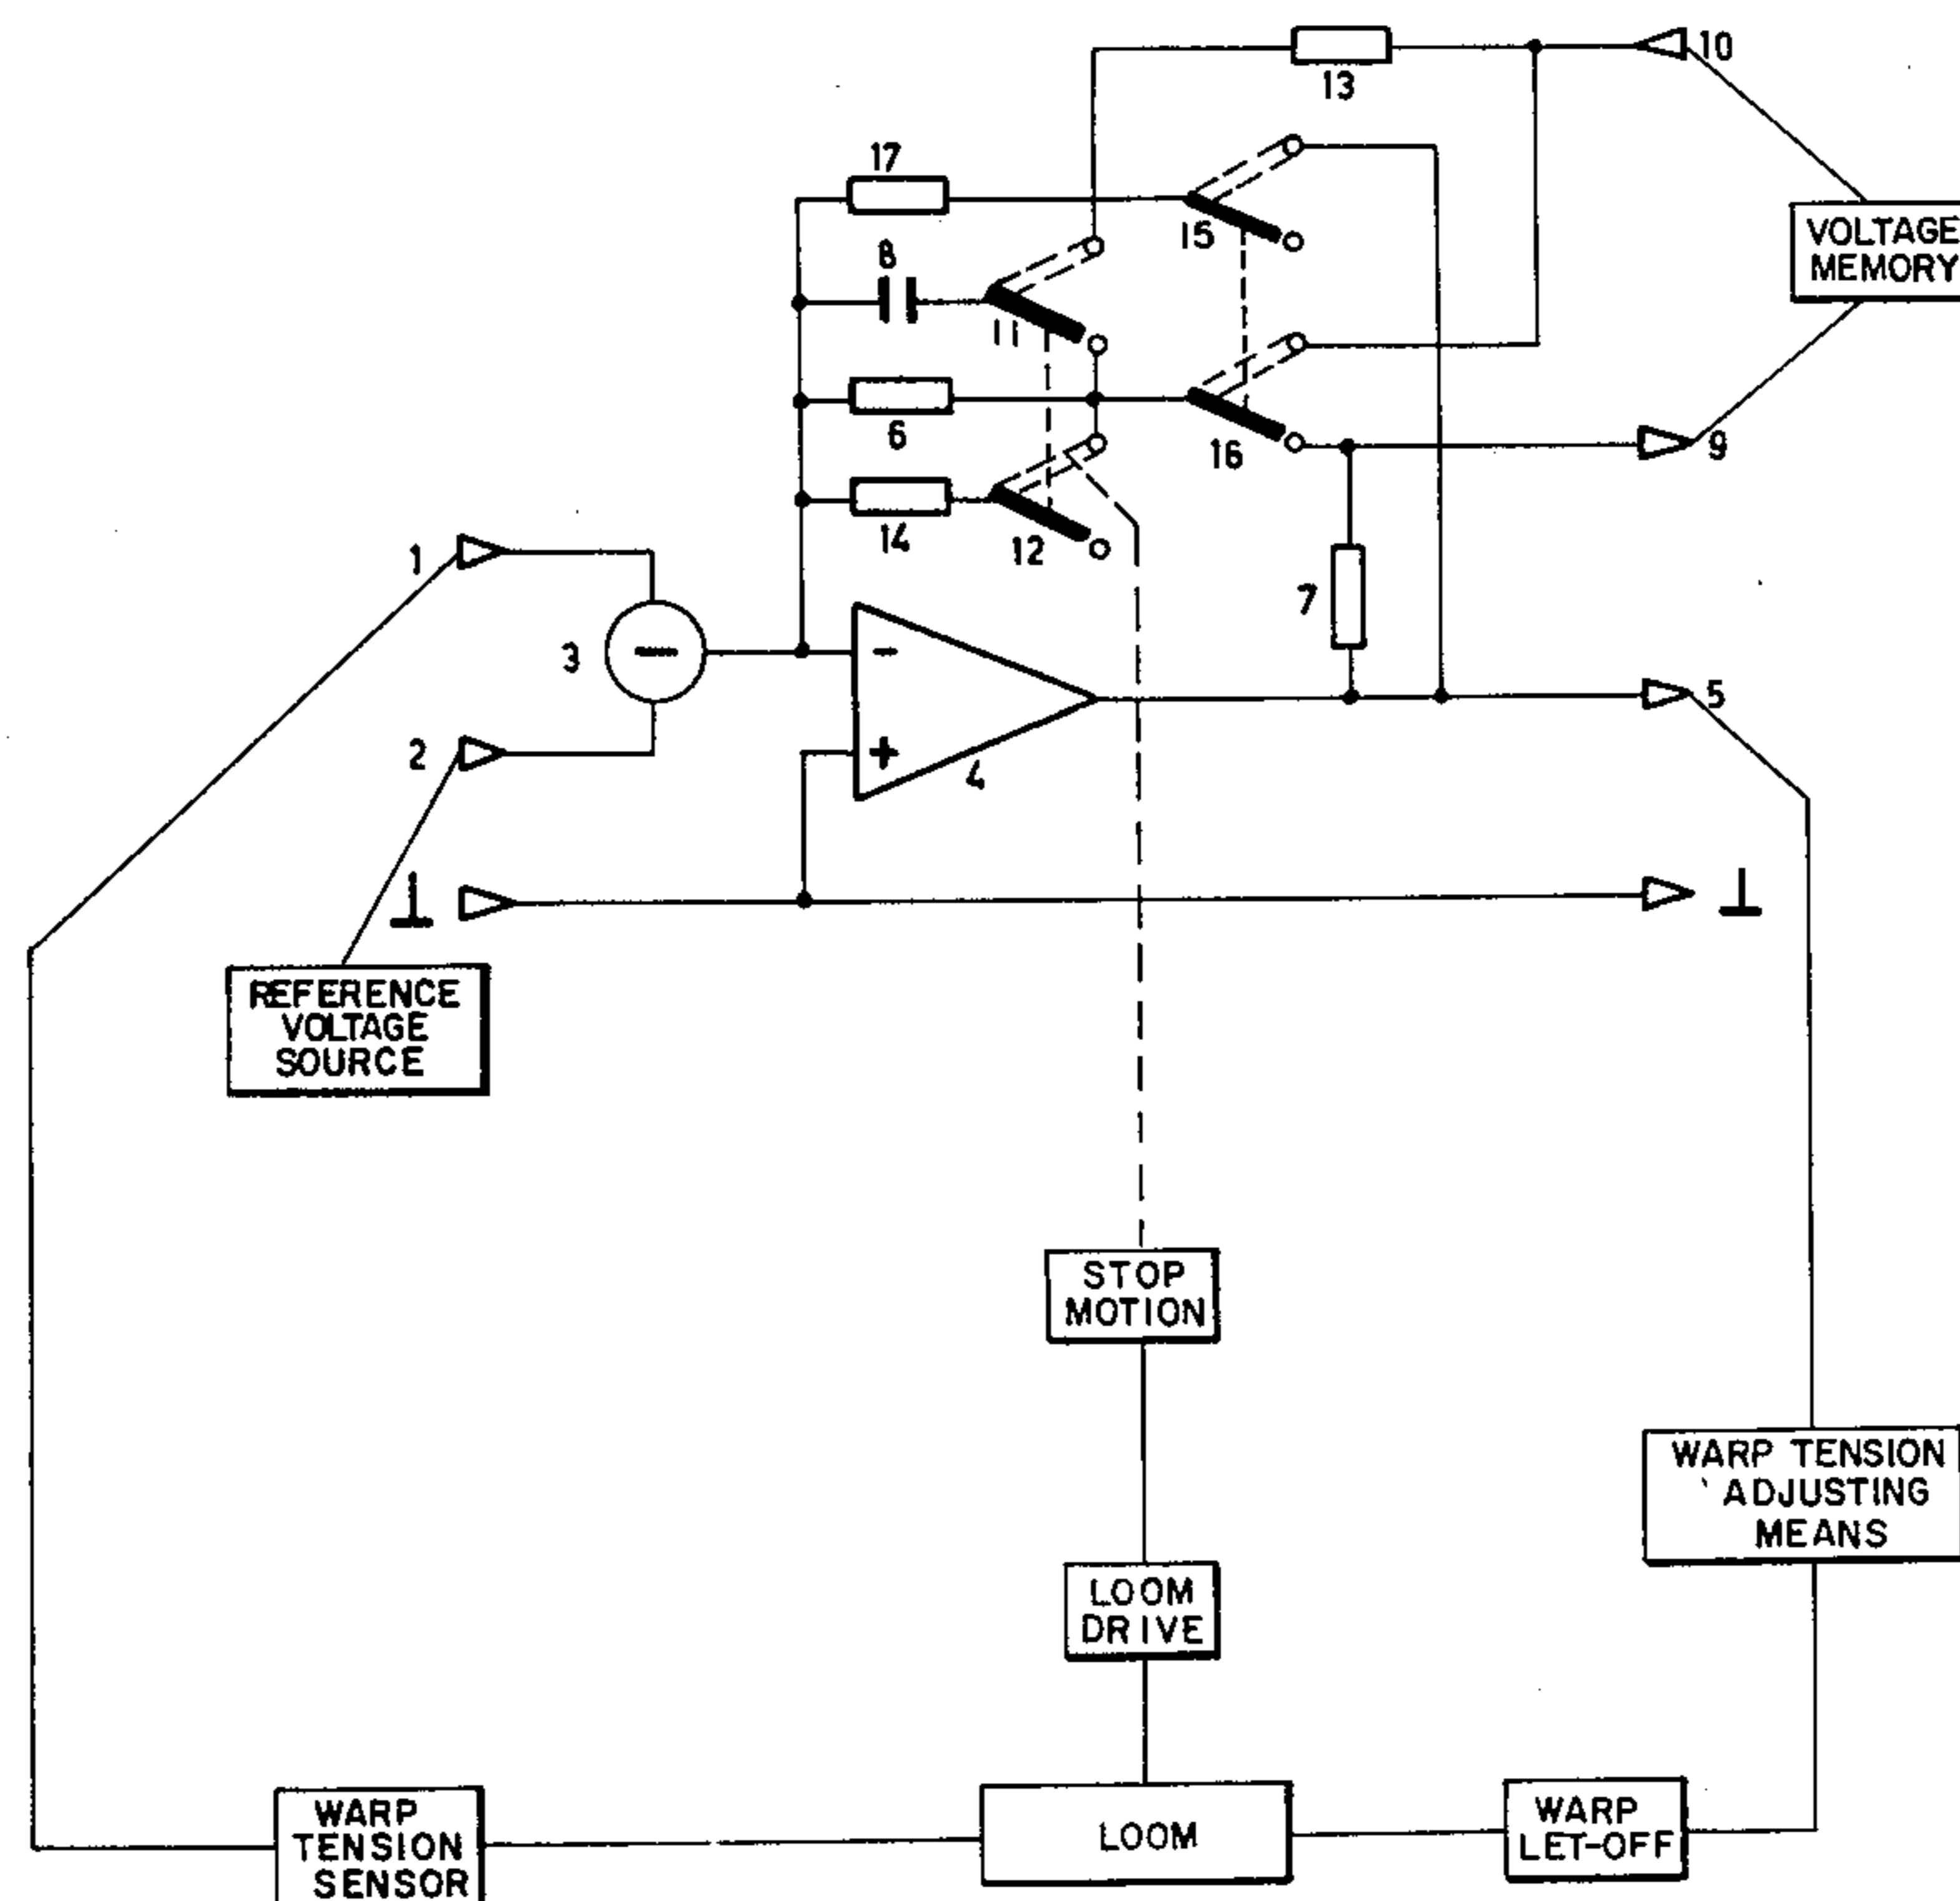 10
13
17
15
VOLTAGE
MEMORY
8
11
6
16
9
14
12
1
7
3
-
-
5
2
+
4
REFERENCE
VOLTAGE
SOURCE
STOP
MOTION
WARP TENSION
ADJUSTING
MEANS
LOOM
DRIVE
WARP
TENSION
SENSOR
LOOM
WARP
LET-OFF